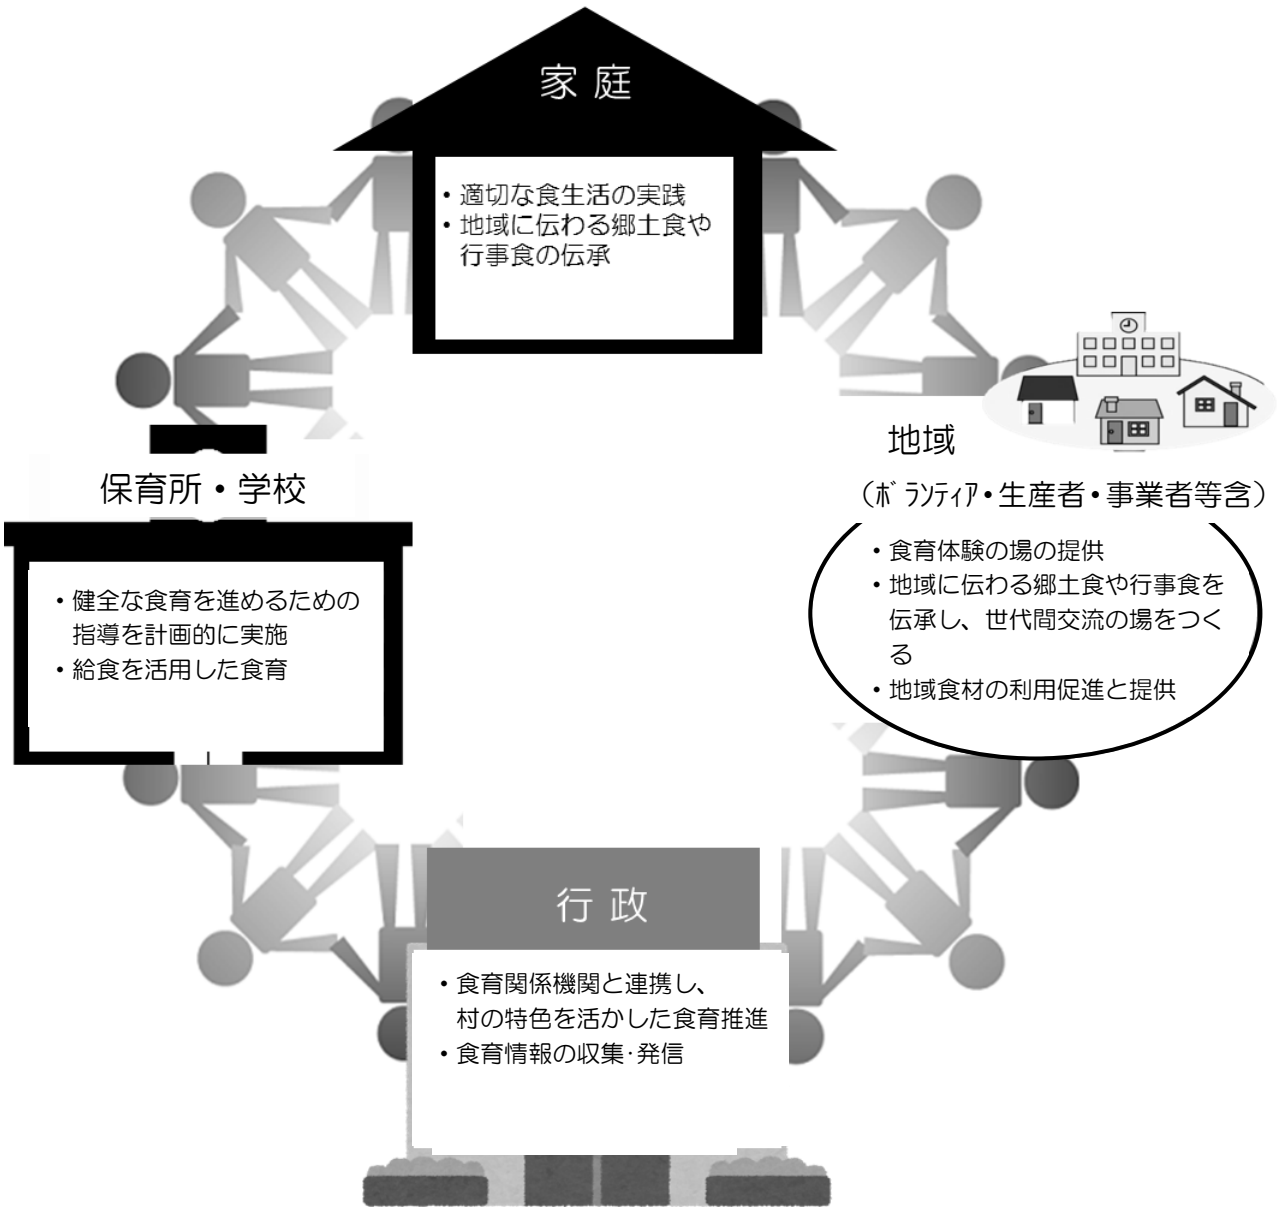 家 庭
・適切な食生活の実践
・地域に伝わる郷土食や
行事食の伝承
地域
(ﾎﾞﾗﾝﾃｨｱ・生産者・事業者等含)
・食育体験の場の提供
・地域に伝わる郷土食や行事食を
伝承し、世代間交流の場をつく
る
・地域食材の利用促進と提供
保育所・学校
・健全な食育を進めるための
指導を計画的に実施
・給食を活用した食育
行 政
・食育関係機関と連携し、
村の特色を活かした食育推進
・食育情報の収集･発信